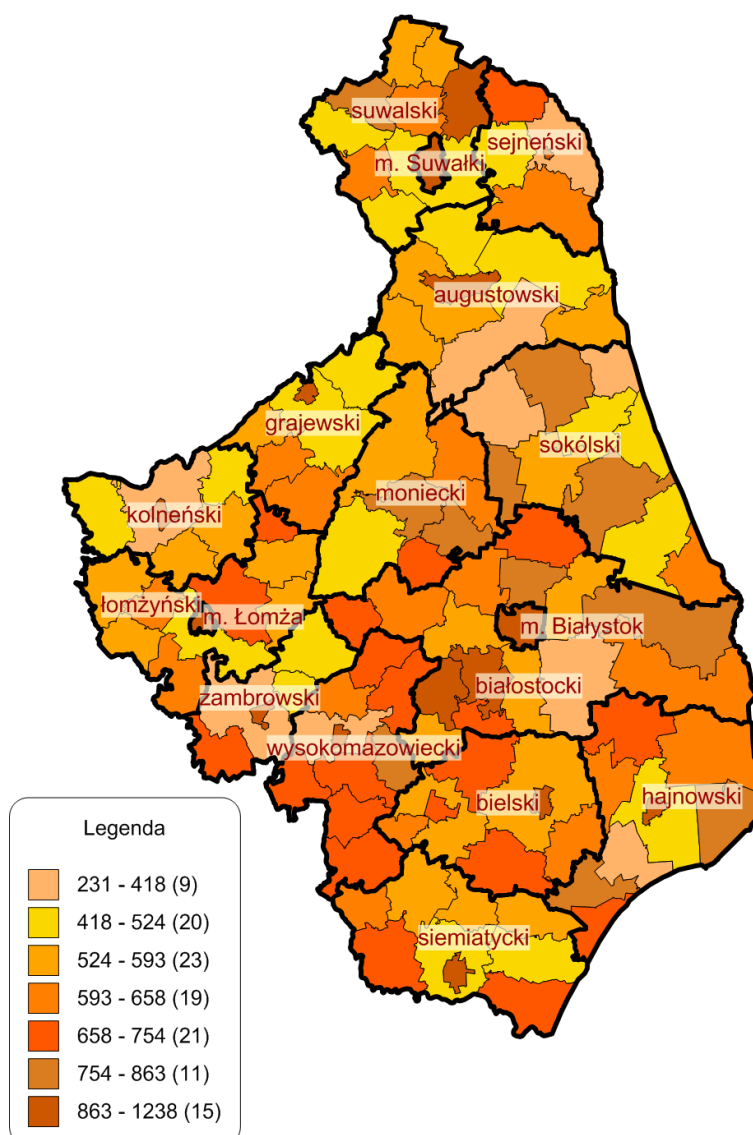 suwalski
sejneński
m. Suwałki
augustowski
grajewski
sokólski
moniecki
kolneński
łomżyński
m. Łomża
m. Białystok
zambrowski
białostocki
wysokomazowiecki
bielski
hajnowski
siemiatycki
Legenda
231 - 418 (9)
418 - 524 (20)
524 - 593 (23)
593 - 658 (19)
658 - 754 (21)
754 - 863 (11)
863 - 1238 (15)